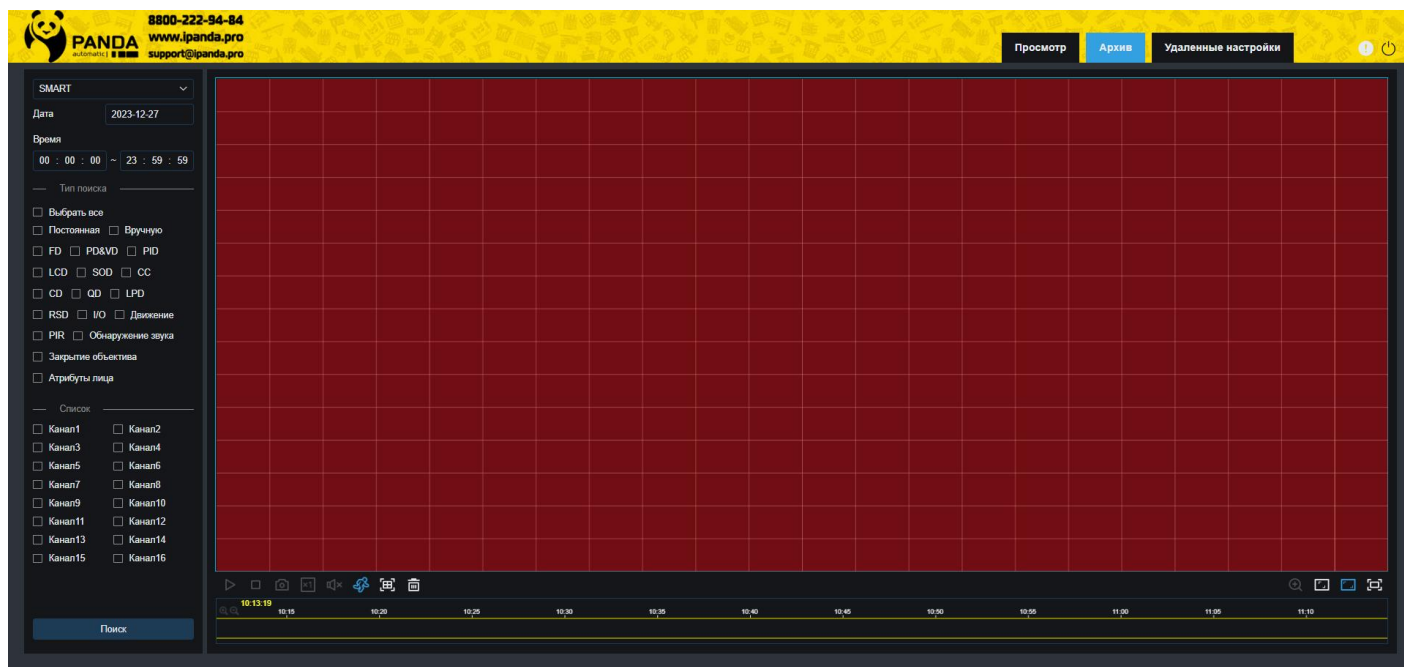 8800-222-94-84
PANDA www.ipanda.pro
automatic support@ipanda.pro
Просмотр Архив Удаленные настройки
SMART
Дата 2023-12-27
Время
00 : 00 : 00 ~ 23 : 59 : 59
Тип поиска
Выбрать все
Постоянная Вручную
FD PD&VD PID
LCD SOD CC
CD QD LPD
RSD I/O Движение
PIR Обнаружение звука
Закрытие объектива
Атрибуты лица
Список
Канал1 Канал2
Канал3 Канал4
Канал5 Канал6
Канал7 Канал8
Канал9 Канал10
Канал11 Канал12
Канал13 Канал14
Канал15 Канал16
Поиск
x1
10:13:19
10:15 10:20 10:25 10:30 10:35 10:40 10:45 10:50 10:55 11:00 11:05 11:10